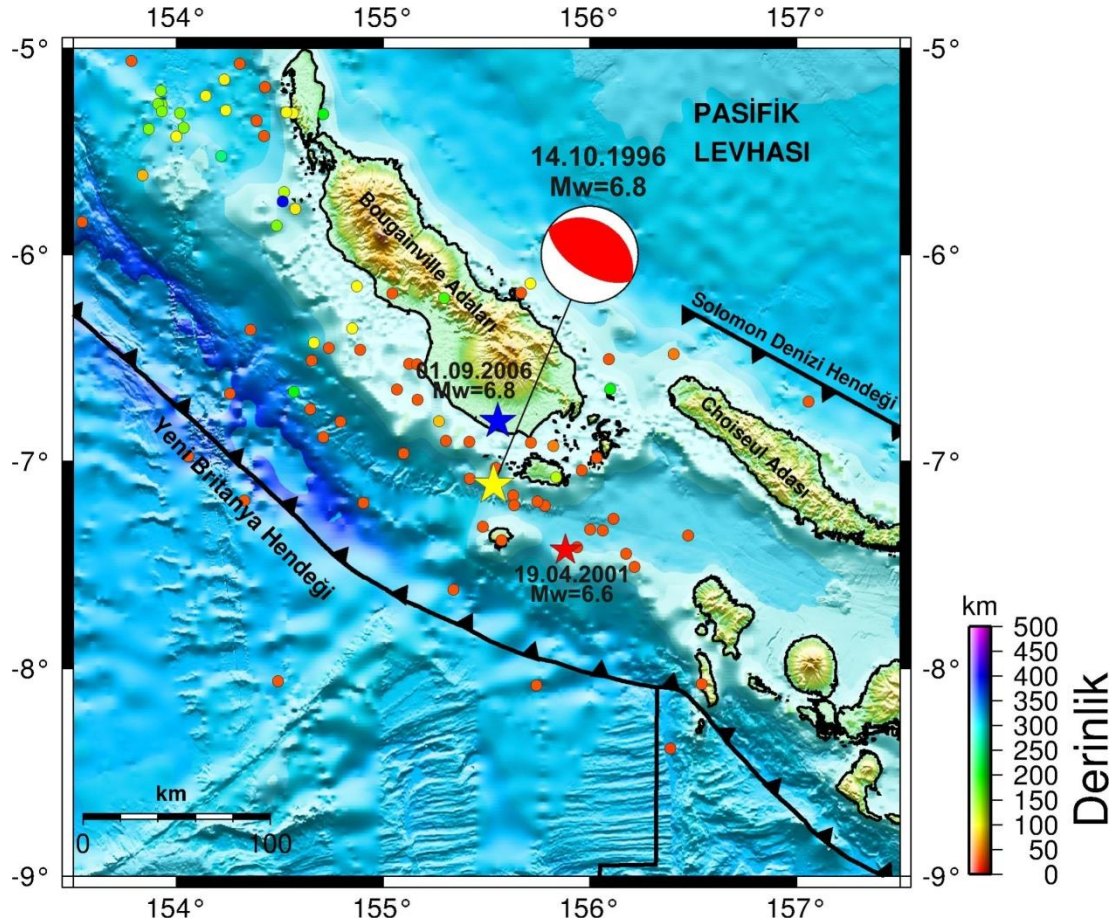 154° 155° 156° 157°
-5° -5°
PASİFİK
LEVHASI
14.10.1996
Mw=6.8
Bougainville Adaları
-6° -6°
Solomon Denizi Hendeği
01.09.2006
Mw=6.8
Choiseul Adası
-7° -7°
Yeni Britanya Hendeği
19.04.2001
Mw=6.6
-8° -8°
km
0 100
-9° -9°
154° 155° 156° 157°
km
500
450
400
350
300
250
200
150
100
50
0
Derinlik